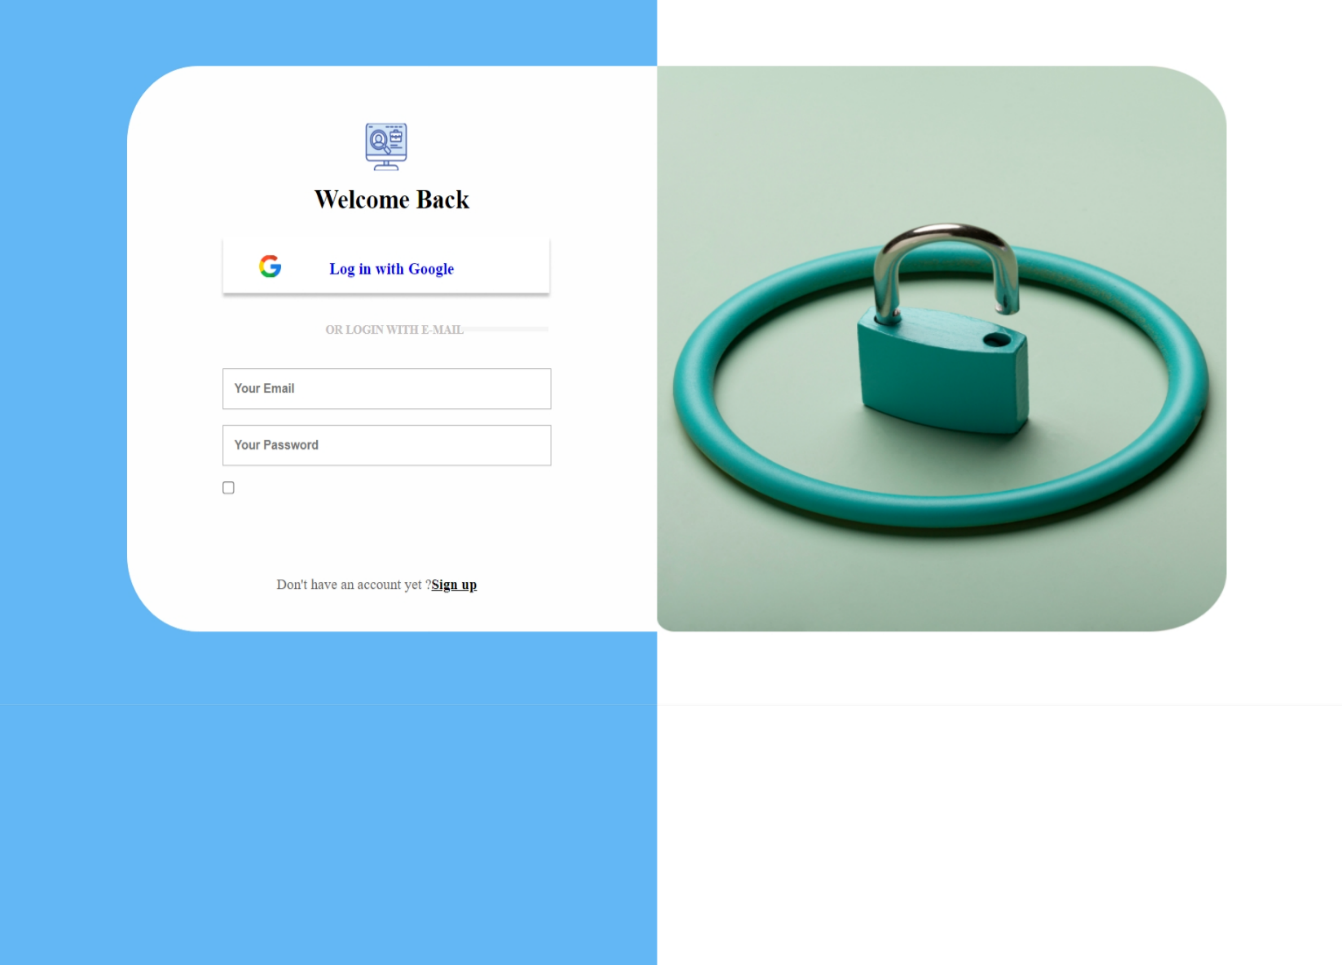 Welcome Back
Log in with Google
OR LOGIN WITH E-MAIL
Your Email
Your Password
Don't have an account yet ?Sign up